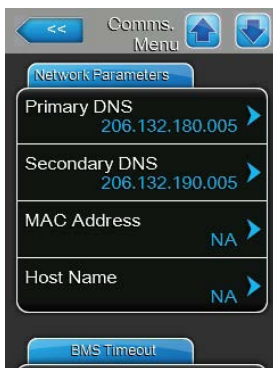 <<
Comms.
Menu
Network Parameters
Primary DNS
206.132.180.005
Secondary DNS
206.132.190.005
MAC Address
NA
Host Name
NA
BMS Timeout